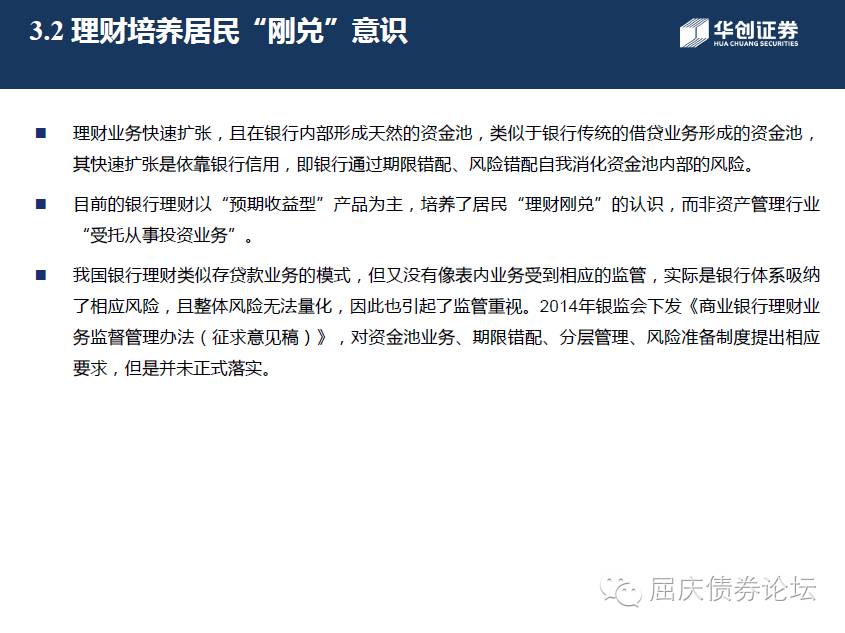 3.2 理财培养居民“刚兑”意识
华创证券
HUA CHUANG SECURITIES
■ 理财业务快速扩张，且在银行内部形成天然的资金池，类似于银行传统的借贷业务形成的资金池，
其快速扩张是依靠银行信用，即银行通过期限错配、风险错配自我消化资金池内部的风险。
■ 目前的银行理财以“预期收益型”产品为主，培养了居民“理财刚兑”的认识，而非资产管理行业
“受托从事投资业务”。
■ 我国银行理财类似存贷款业务的模式，但又没有像表内业务受到相应的监管，实际是银行体系吸纳
了相应风险，且整体风险无法量化，因此也引起了监管重视。2014年银监会下发《商业银行理财业
务监督管理办法（征求意见稿）》，对资金池业务、期限错配、分层管理、风险准备制度提出相应
要求，但是并未正式落实。
屈庆债券论坛